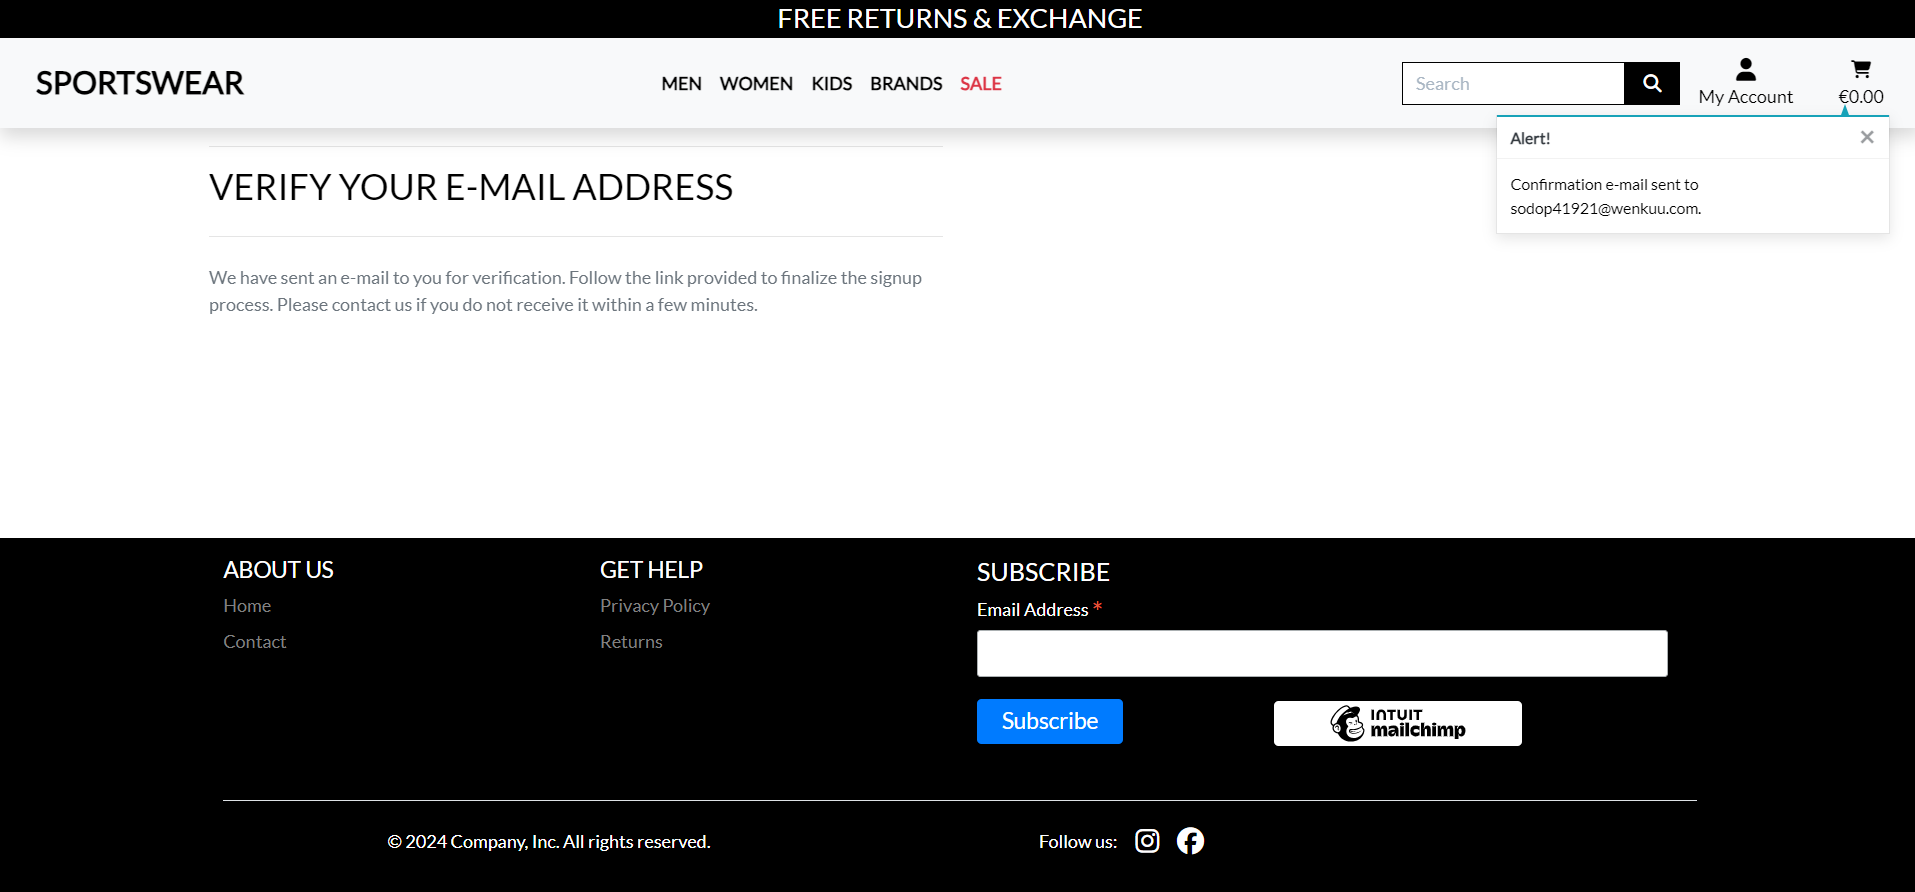 FREE RETURNS & EXCHANGE
SPORTSWEAR
MEN WOMEN KIDS BRANDS SALE
Search
My Account
€0.00
Alert!
×
Confirmation e-mail sent to
sodop41921@wenkuu.com.
VERIFY YOUR E-MAIL ADDRESS
We have sent an e-mail to you for verification. Follow the link provided to finalize the signup
process. Please contact us if you do not receive it within a few minutes.
ABOUT US
Home
Contact
GET HELP
Privacy Policy
Returns
SUBSCRIBE
Email Address *
Subscribe
INTUIT
mailchimp
© 2024 Company, Inc. All rights reserved.
Follow us: